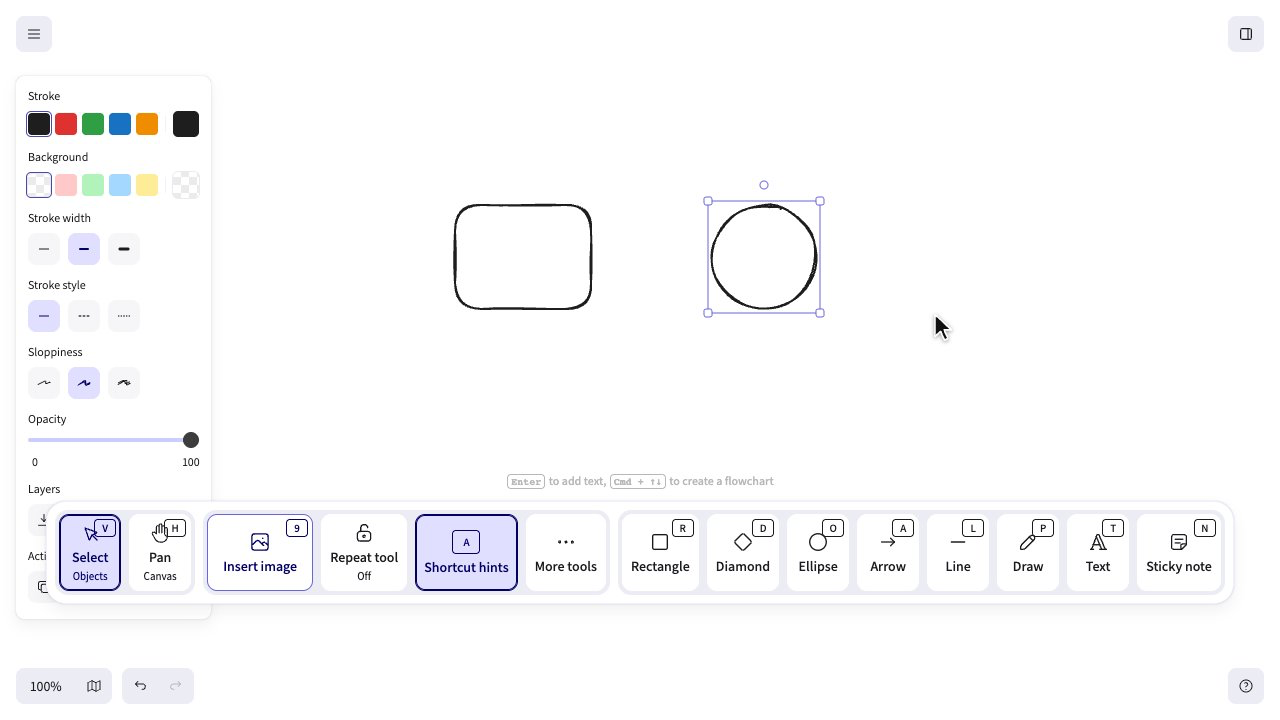 Stroke
Background
Stroke width
Stroke style
Sloppiness
Opacity
0 100
Layers
Enter to add text, Cmd + ↑↓ to create a flowchart
V
Select
Objects
H
Pan
Canvas
9
Insert image
Repeat tool
Off
A
Shortcut hints
More tools
R
Rectangle
D
Diamond
O
Ellipse
A
Arrow
L
Line
P
Draw
T
Text
N
Sticky note
Acti
100%